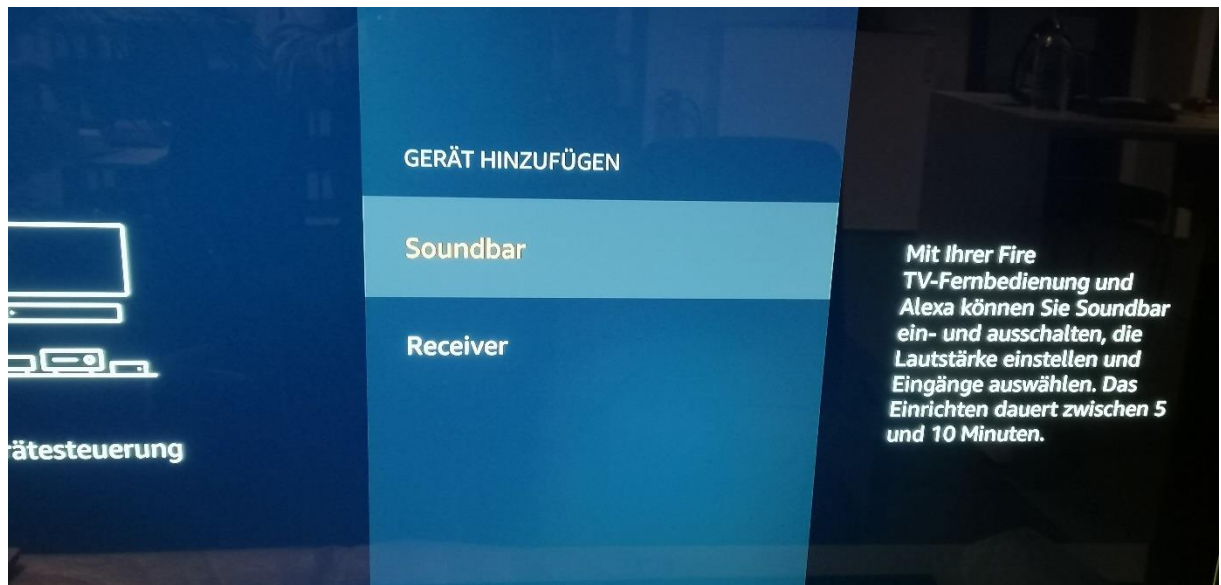 GERÄT HINZUFÜGEN
Soundbar
Receiver
rätesteuerung
Mit Ihrer Fire
TV-Fernbedienung und
Alexa können Sie Soundbar
ein- und ausschalten, die
Lautstärke einstellen und
Eingänge auswählen. Das
Einrichten dauert zwischen 5
und 10 Minuten.